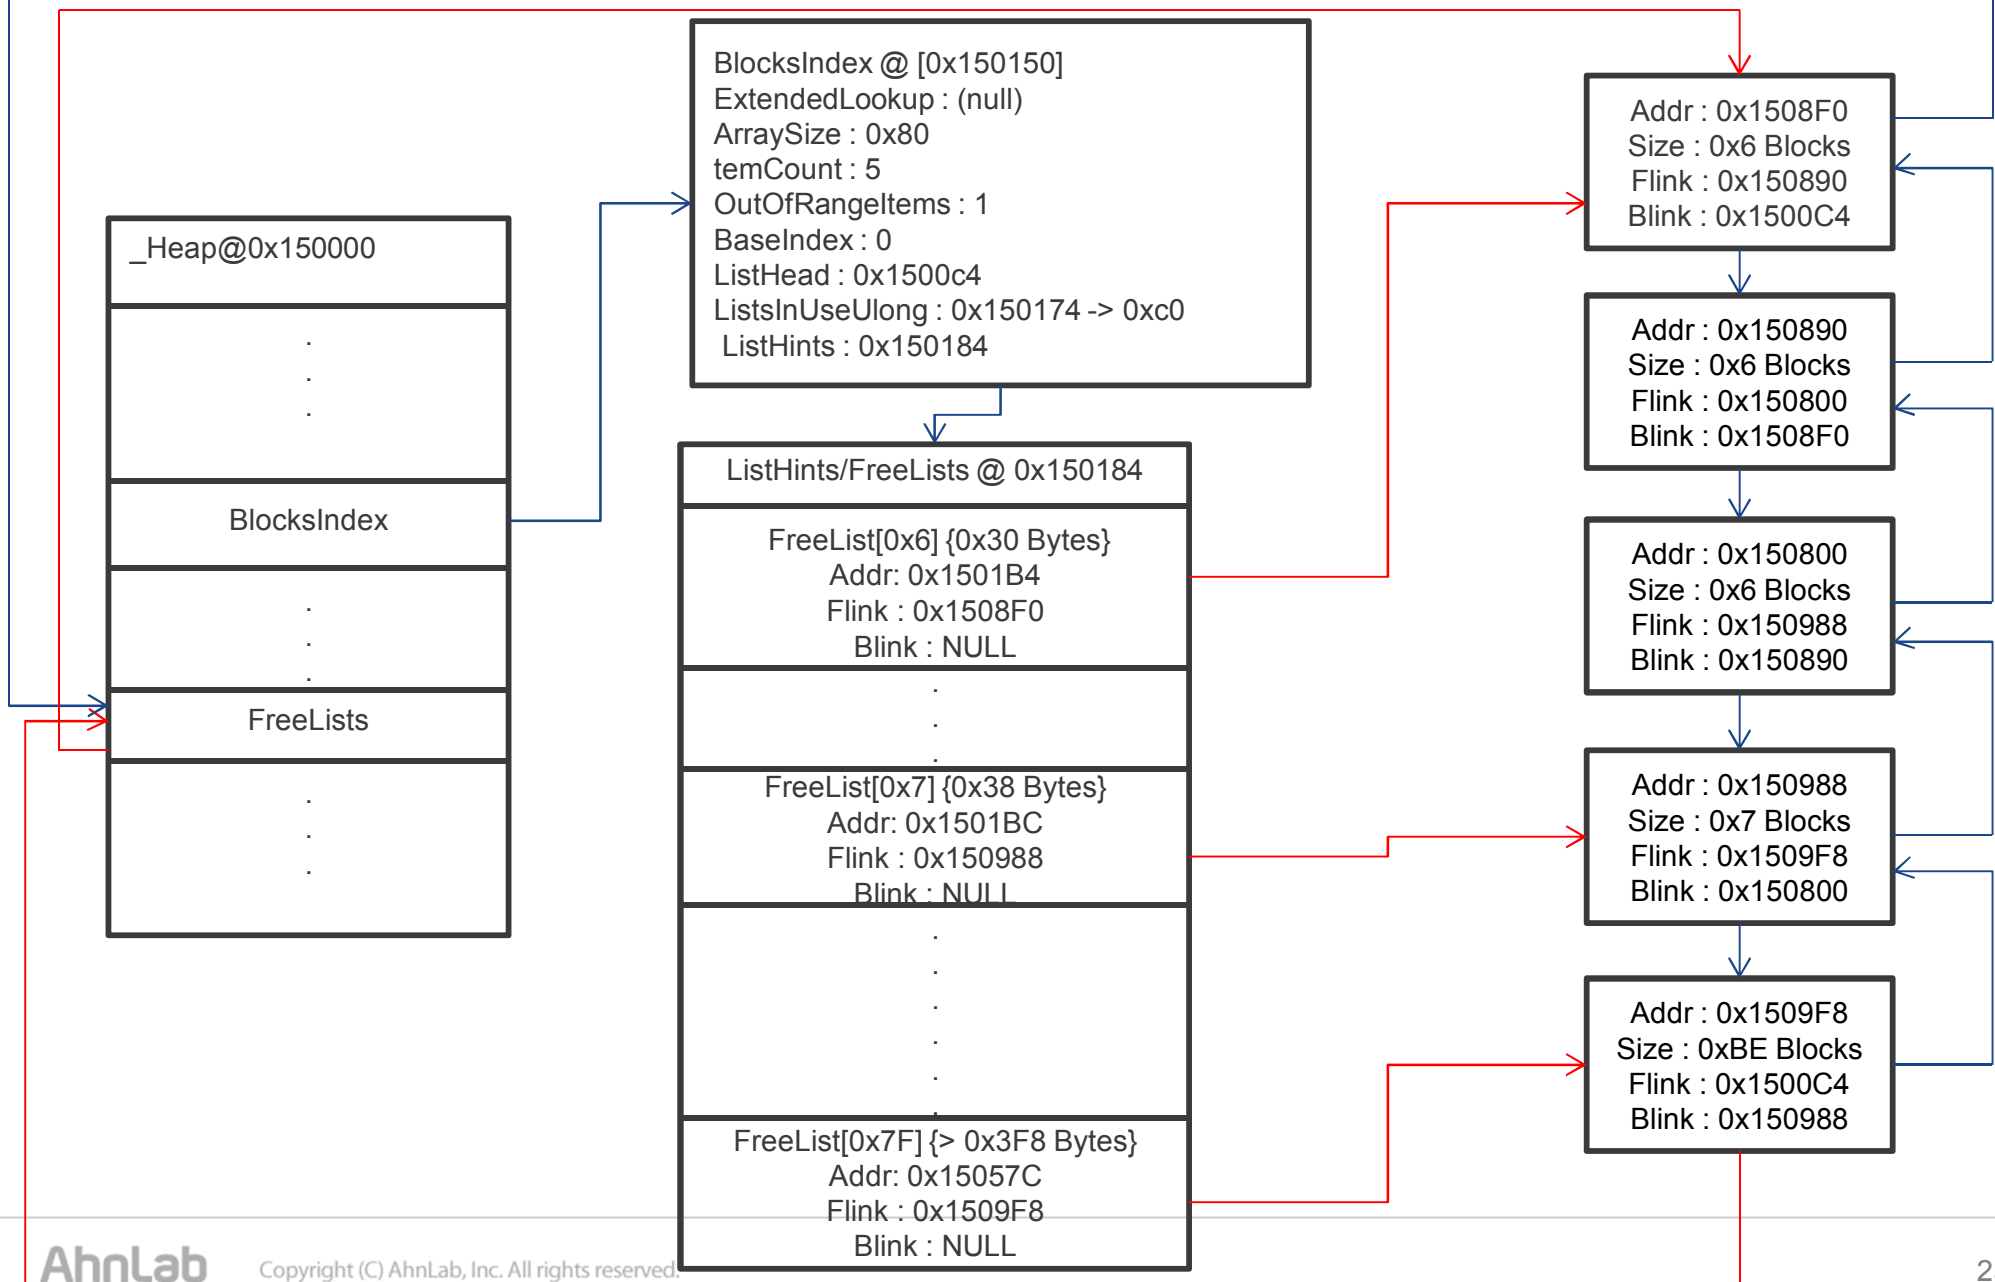 _Heap@0x150000
.
.
.
BlocksIndex
.
.
.
FreeLists
.
.
.
BlocksIndex @ [0x150150]
ExtendedLookup : (null)
ArraySize : 0x80
temCount : 5
OutOfRangeItems : 1
BaseIndex : 0
ListHead : 0x1500c4
ListsInUseUlong : 0x150174 -> 0xc0
ListHints : 0x150184
ListHints/FreeLists @ 0x150184
FreeList[0x6] {0x30 Bytes}
Addr: 0x1501B4
Flink : 0x1508F0
Blink : NULL
.
.
.
FreeList[0x7] {0x38 Bytes}
Addr: 0x1501BC
Flink : 0x150988
Blink : NULL
.
.
.
.
.
.
FreeList[0x7F] {> 0x3F8 Bytes}
Addr: 0x15057C
Flink : 0x1509F8
Blink : NULL
Addr : 0x1508F0
Size : 0x6 Blocks
Flink : 0x150890
Blink : 0x1500C4
Addr : 0x150890
Size : 0x6 Blocks
Flink : 0x150800
Blink : 0x1508F0
Addr : 0x150800
Size : 0x6 Blocks
Flink : 0x150988
Blink : 0x150890
Addr : 0x150988
Size : 0x7 Blocks
Flink : 0x1509F8
Blink : 0x150800
Addr : 0x1509F8
Size : 0xBE Blocks
Flink : 0x1500C4
Blink : 0x150988
AhnLab
Copyright (C) AhnLab, Inc. All rights reserved.